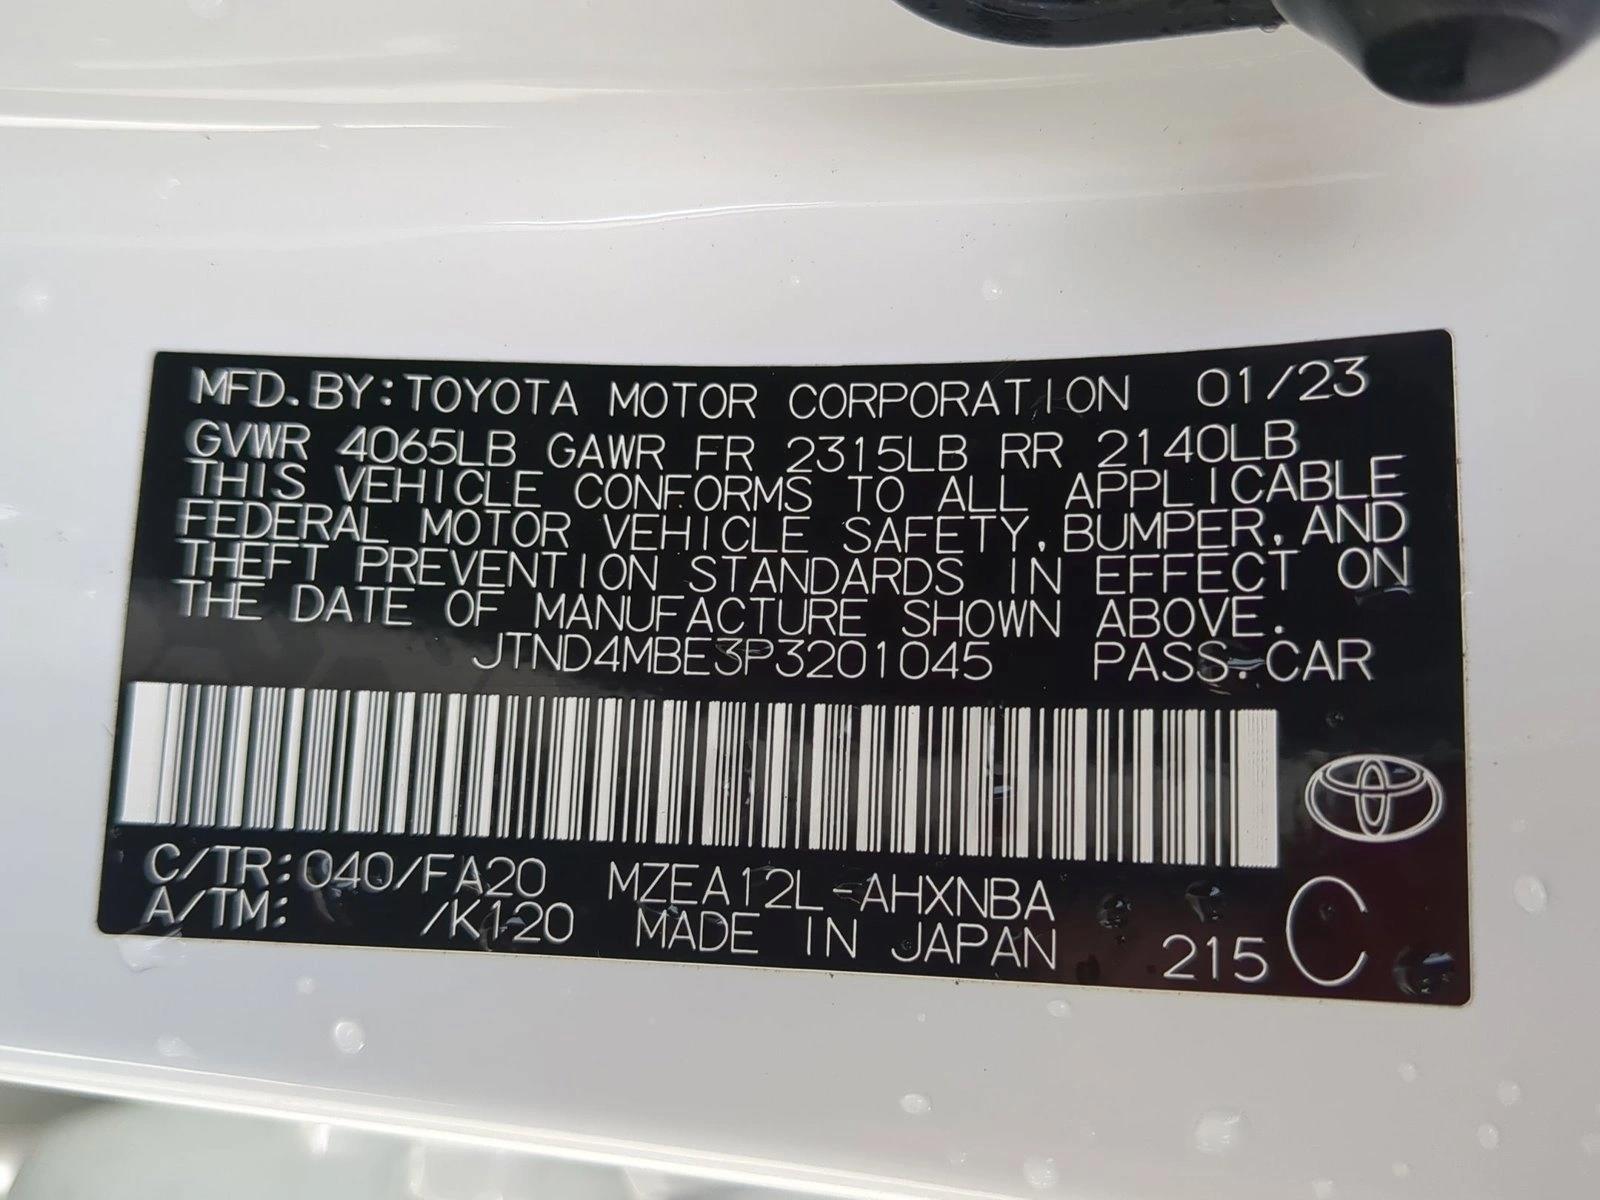 MFD. BY: TOYOTA MOTOR CORPORATION 01/23
GVWR 4065LB GAWR FR 2315LB RR 2140LB
THIS VEHICLE CONFORMS TO ALL APPLICABLE
FEDERAL MOTOR VEHICLE SAFETY, BUMPER, AND
THEFT PREVENTION STANDARDS IN EFFECT ON
THE DATE OF MANUFACTURE SHOWN ABOVE.
JTND4MBE3P3201045 PASS.CAR
C/TR: 040/FA20 MZEA12L-AHXNBA
A/TM: /K120 MADE IN JAPAN 215 C